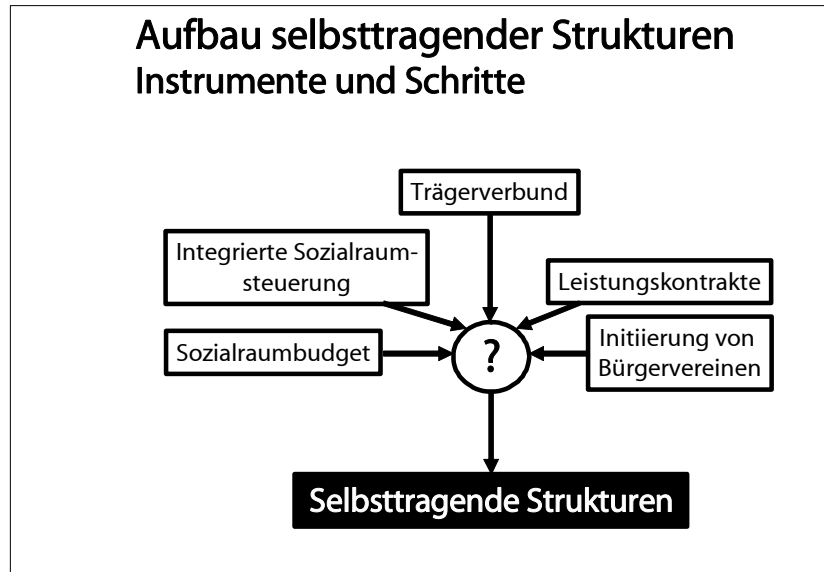 Aufbau selbsttragender Strukturen
Instrumente und Schritte
Trägerverbund
Integrierte Sozialraum-
steuerung
Leistungskontrakte
Sozialraumbudget
?
Initiierung von
Bürgervereinen
Selbsttragende Strukturen